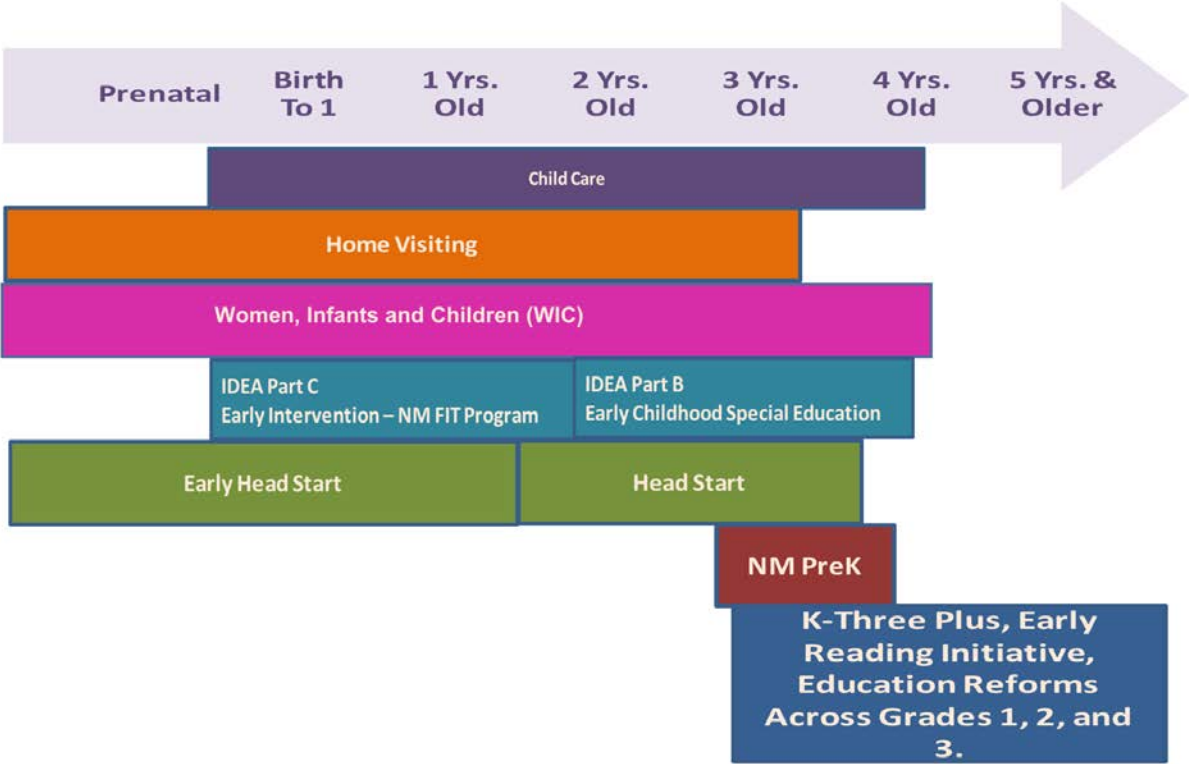 Prenatal
Birth
To 1
1 Yrs.
Old
2 Yrs.
Old
3 Yrs.
Old
4 Yrs.
Old
5 Yrs. &
Older
Child Care
Home Visiting
Women, Infants and Children (WIC)
IDEA Part C
Early Intervention – NM FIT Program
IDEA Part B
Early Childhood Special Education
Early Head Start
Head Start
NM PreK
K-Three Plus, Early
Reading Initiative,
Education Reforms
Across Grades 1, 2, and
3.